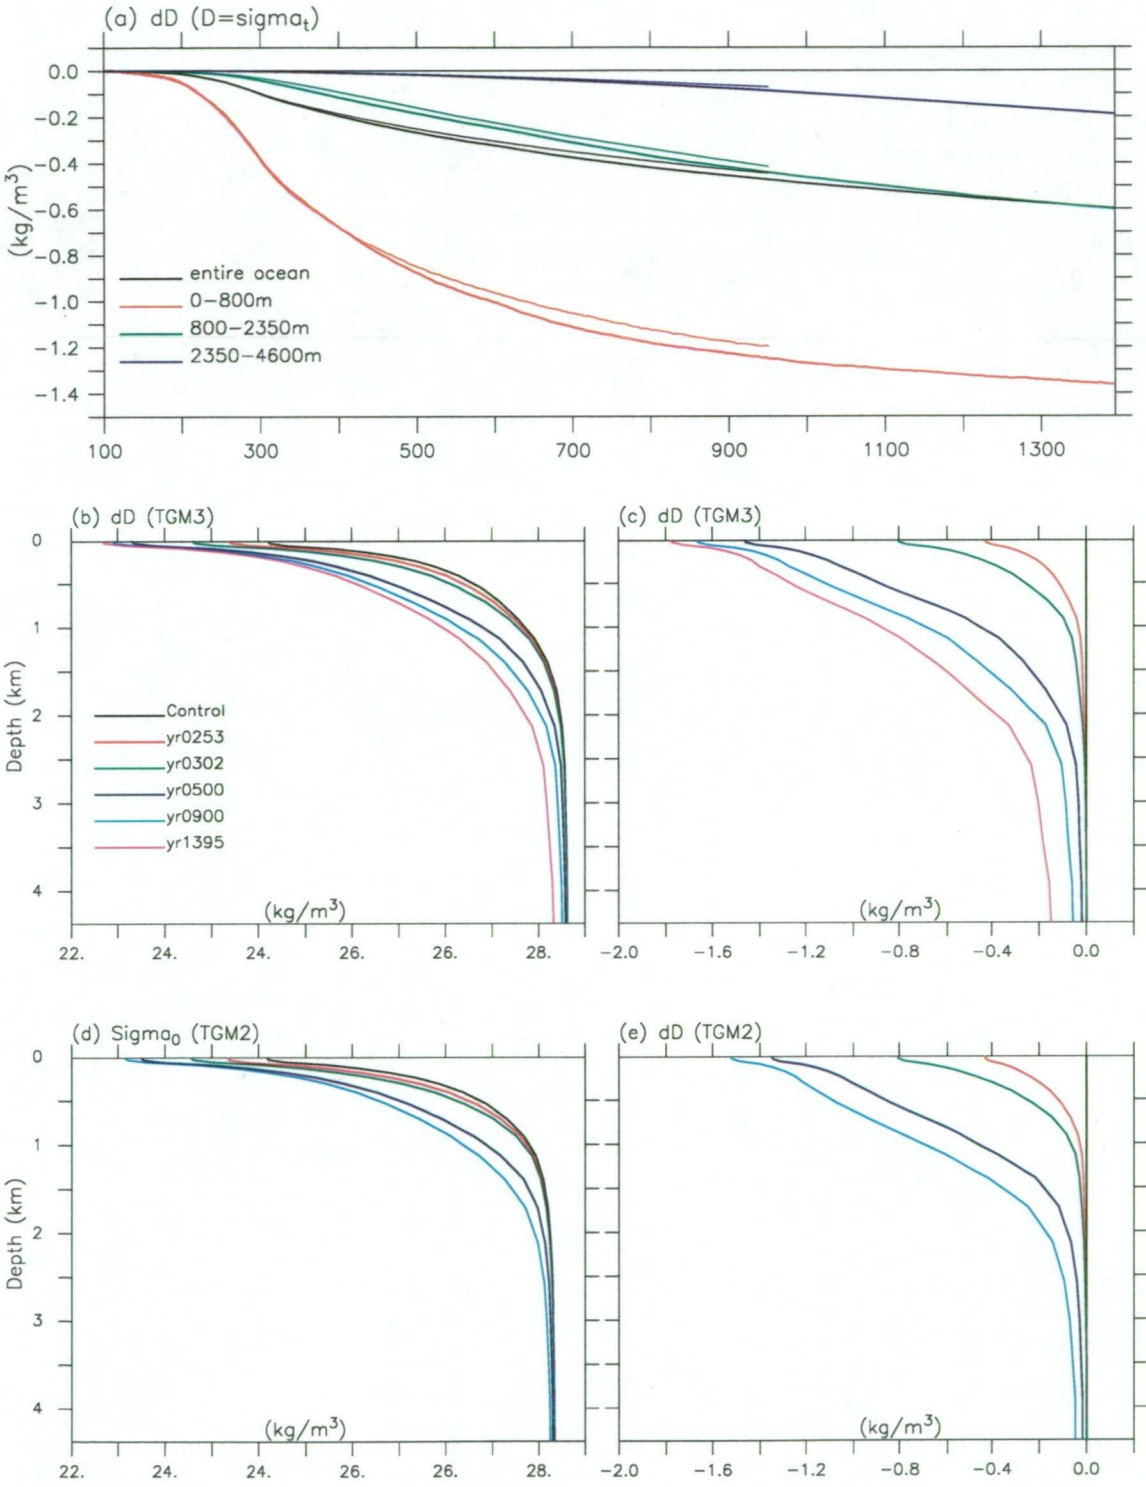 (a) dD (D=sigmat)
0.0
−0.2
−0.4
−0.6
−0.8
−1.0
−1.2
−1.4
(kg/m³)
entire ocean
0−800m
800−2350m
2350−4600m
100 300 500 700 900 1100 1300
(b) dD (TGM3)
0
1
2
3
4
Depth (km)
Control
yr0253
yr0302
yr0500
yr0900
yr1395
(kg/m³)
22. 24. 24. 26. 26. 28.
(c) dD (TGM3)
(kg/m³)
−2.0 −1.6 −1.2 −0.8 −0.4 0.0
(d) Sigma₀ (TGM2)
0
1
2
3
4
Depth (km)
(kg/m³)
22. 24. 24. 26. 26. 28.
(e) dD (TGM2)
(kg/m³)
−2.0 −1.6 −1.2 −0.8 −0.4 0.0